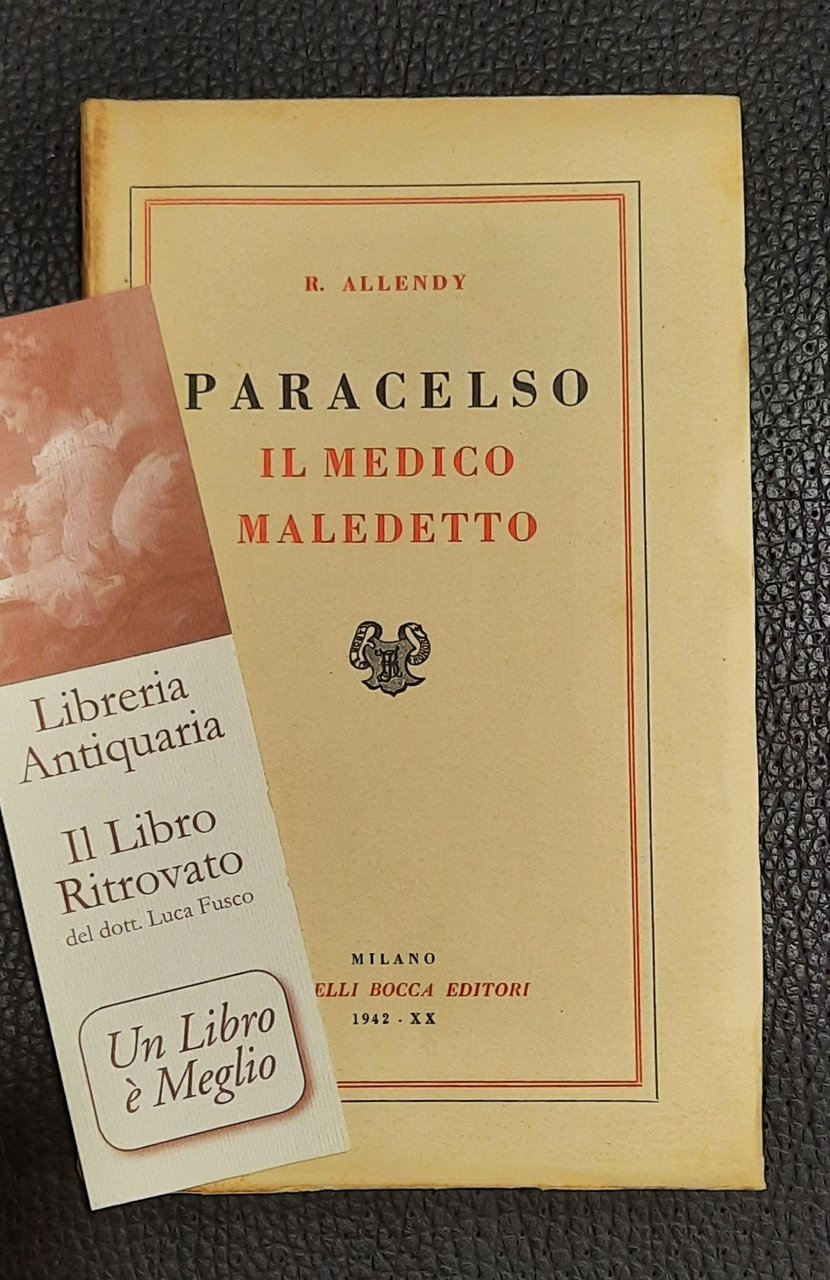 R. ALLENDY
PARACELSO
IL MEDICO
MALEDETTO
MILANO
ELLI BOCCA EDITORI
1942 - XX
Libreria
Antiquaria
Il Libro
Ritrovato
del dott. Luca Fusco
Un Libro
è Meglio